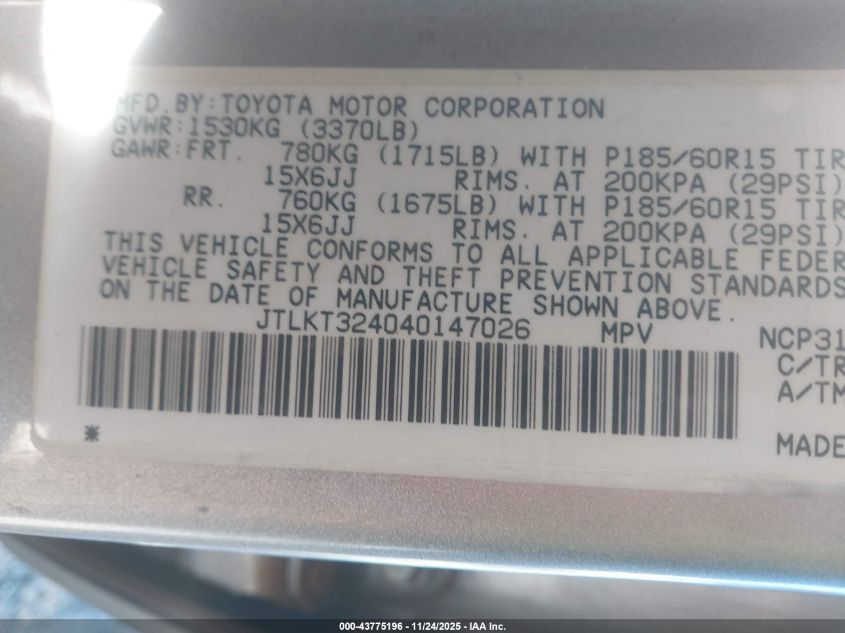 MFD.BY:TOYOTA MOTOR CORPORATION
GVWR:1530KG (3370LB)
GAWR:FRT. 780KG (1715LB) WITH P185/60R15 TIR
15X6JJ RIMS. AT 200KPA (29PSI)
RR. 760KG (1675LB) WITH P185/60R15 TIR
15X6JJ RIMS. AT 200KPA (29PSI)
THIS VEHICLE CONFORMS TO ALL APPLICABLE FEDER
VEHICLE SAFETY AND THEFT PREVENTION STANDARDS
ON THE DATE OF MANUFACTURE SHOWN ABOVE.
JTLKT324040147026 MPV NCP31
C/TR
A/TM
* MADE
000-43775196 - 11/24/2025 - IAA Inc.